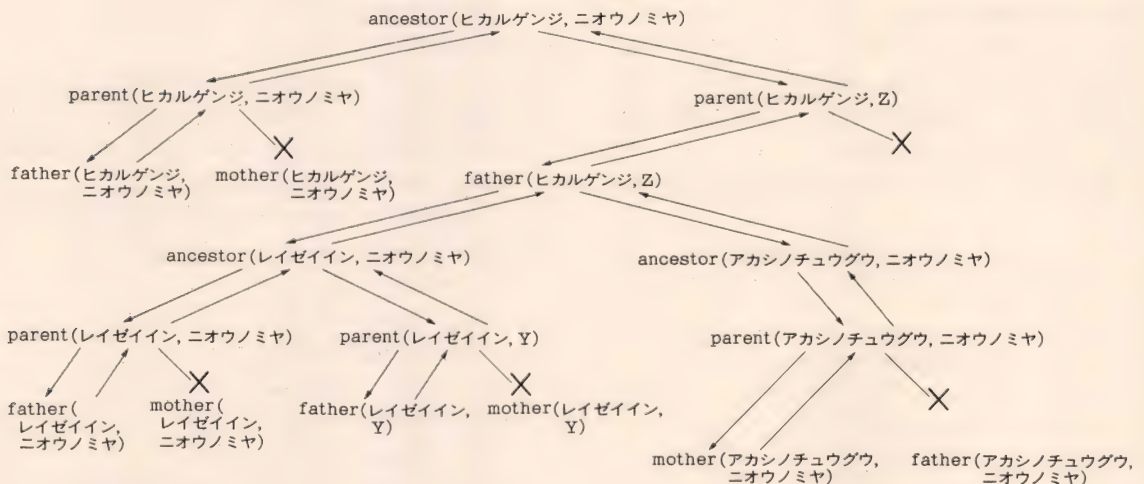 ancestor(ヒカルゲンジ, ニオウノミヤ)
parent(ヒカルゲンジ, ニオウノミヤ)
parent(ヒカルゲンジ, Z)
father(ヒカルゲンジ,
ニオウノミヤ)
mother(ヒカルゲンジ,
ニオウノミヤ)
father(ヒカルゲンジ, Z)
ancestor(レイゼイイン, ニオウノミヤ)
ancestor(アカシノチュウグウ, ニオウノミヤ)
parent(レイゼイイン, ニオウノミヤ)
parent(レイゼイイン, Y)
parent(アカシノチュウグウ, ニオウノミヤ)
father(
レイゼイイン,
ニオウノミヤ)
mother(
レイゼイイン,
ニオウノミヤ)
father(レイゼイイン,
Y)
mother(レイゼイイン,
Y)
mother(アカシノチュウグウ,
ニオウノミヤ)
father(アカシノチュウグウ,
ニオウノミヤ)